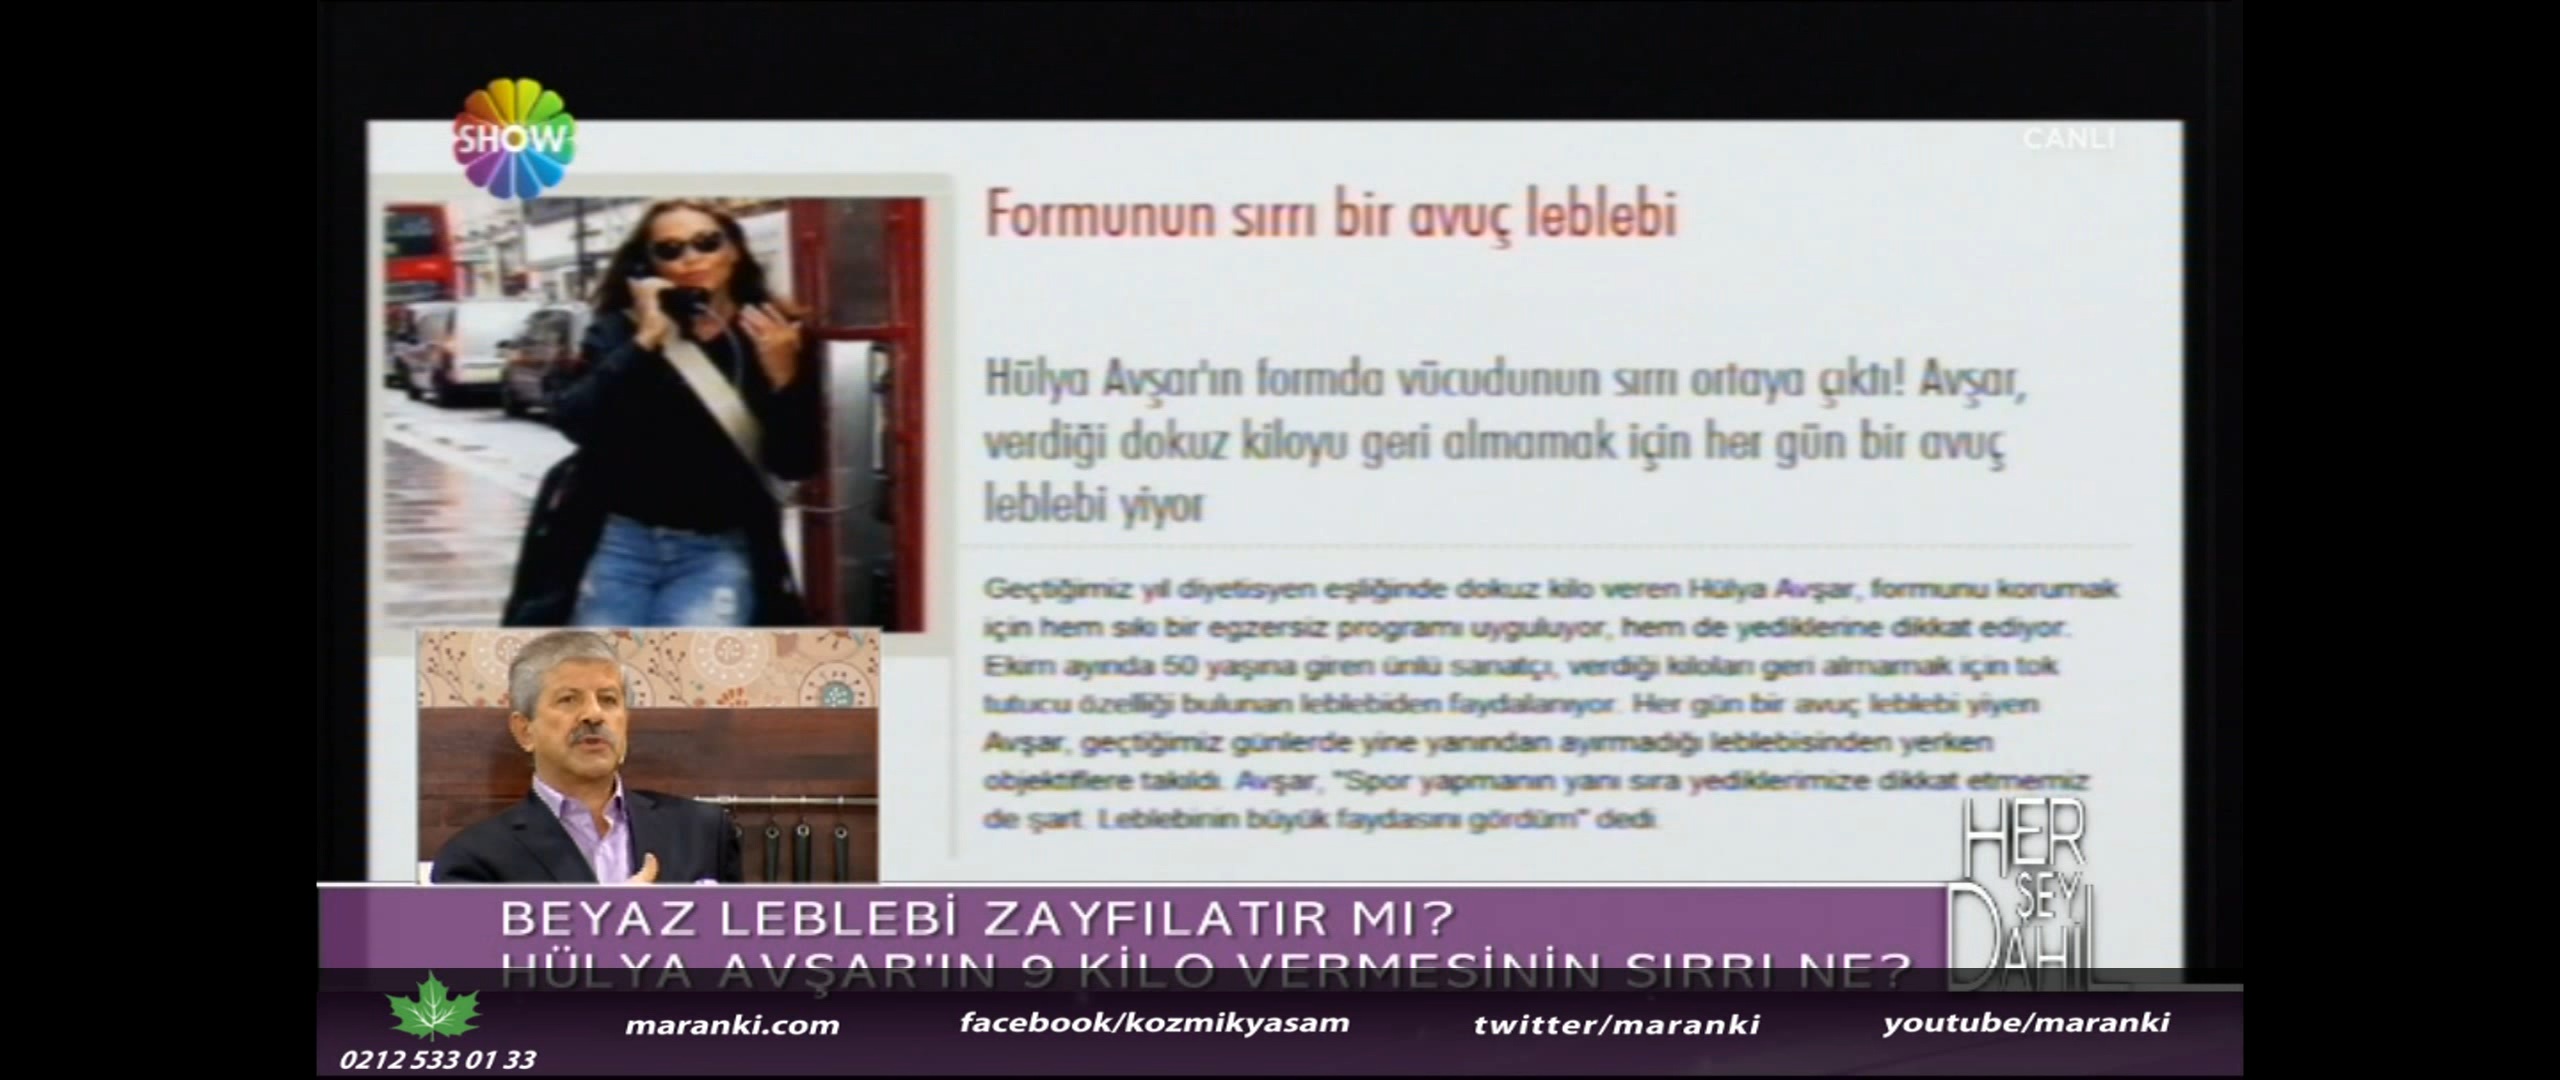 SHOW
CANLI
Formunun sırrı bir avuç leblebi
Hülya Avşar'ın formda vücudunun sırrı ortaya çıktı! Avşar,
verdiği dokuz kiloyu geri almamak için her gün bir avuç
leblebi yiyor
Geçtiğimiz yıl diyetisyen eşliğinde dokuz kilo veren Hülya Avşar, formunu korumak
için hem sıkı bir egzersiz programı uyguluyor, hem de yediklerine dikkat ediyor.
Ekim ayında 50 yaşına giren ünlü sanatçı, verdiği kiloları geri almamak için tok
tutucu özelliği bulunan leblebiden faydalanıyor. Her gün bir avuç leblebi yiyen
Avşar, geçtiğimiz günlerde yine yanından ayırmadığı leblebisinden yerken
objektiflere takıldı. Avşar, "Spor yapmanın yanı sıra yediklerimize dikkat etmemiz
de şart. Leblebinin büyük faydasını gördüm" dedi.
HER
ŞEY
DAHİL
BEYAZ LEBLEBİ ZAYFILATIR MI?
HÜLYA AVŞAR'IN 9 KİLO VERMESİNİN SIRRI NE?
maranki.com
facebook/kozmikyasam
twitter/maranki
youtube/maranki
0212 533 01 33